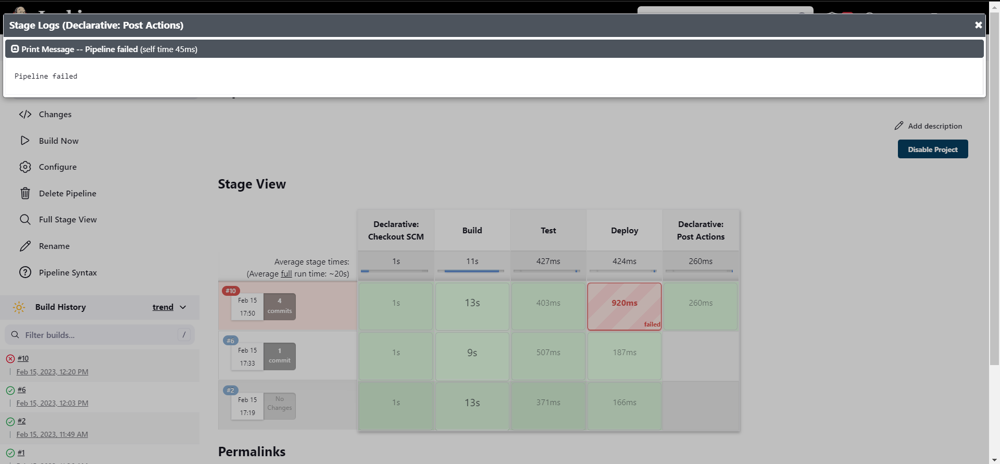 Stage Logs (Declarative: Post Actions)
Print Message -- Pipeline failed (self time 45ms)
Pipeline failed
Changes
Build Now
Configure
Delete Pipeline
Full Stage View
Rename
Pipeline Syntax
Build History
trend
Filter builds...
/
#10
Feb 15, 2023, 12:20 PM
#6
Feb 15, 2023, 12:03 PM
#2
Feb 15, 2023, 11:49 AM
#1
Add description
Disable Project
Stage View
Declarative:
Checkout SCM
Build
Test
Deploy
Declarative:
Post Actions
Average stage times:
(Average full run time: ~20s)
1s
11s
427ms
424ms
260ms
#10
Feb 15
17:50
4
commits
1s
13s
403ms
920ms
failed
260ms
#6
Feb 15
17:33
1
commit
1s
9s
507ms
187ms
#2
Feb 15
17:19
No
Changes
1s
13s
371ms
166ms
Permalinks